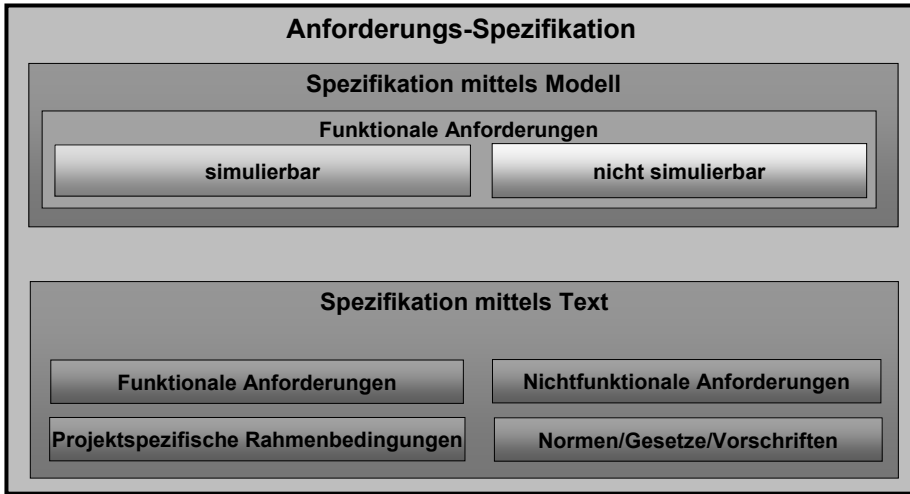 Anforderungs-Spezifikation
Spezifikation mittels Modell
Funktionale Anforderungen
simulierbar
nicht simulierbar
Spezifikation mittels Text
Funktionale Anforderungen
Nichtfunktionale Anforderungen
Projektspezifische Rahmenbedingungen
Normen/Gesetze/Vorschriften